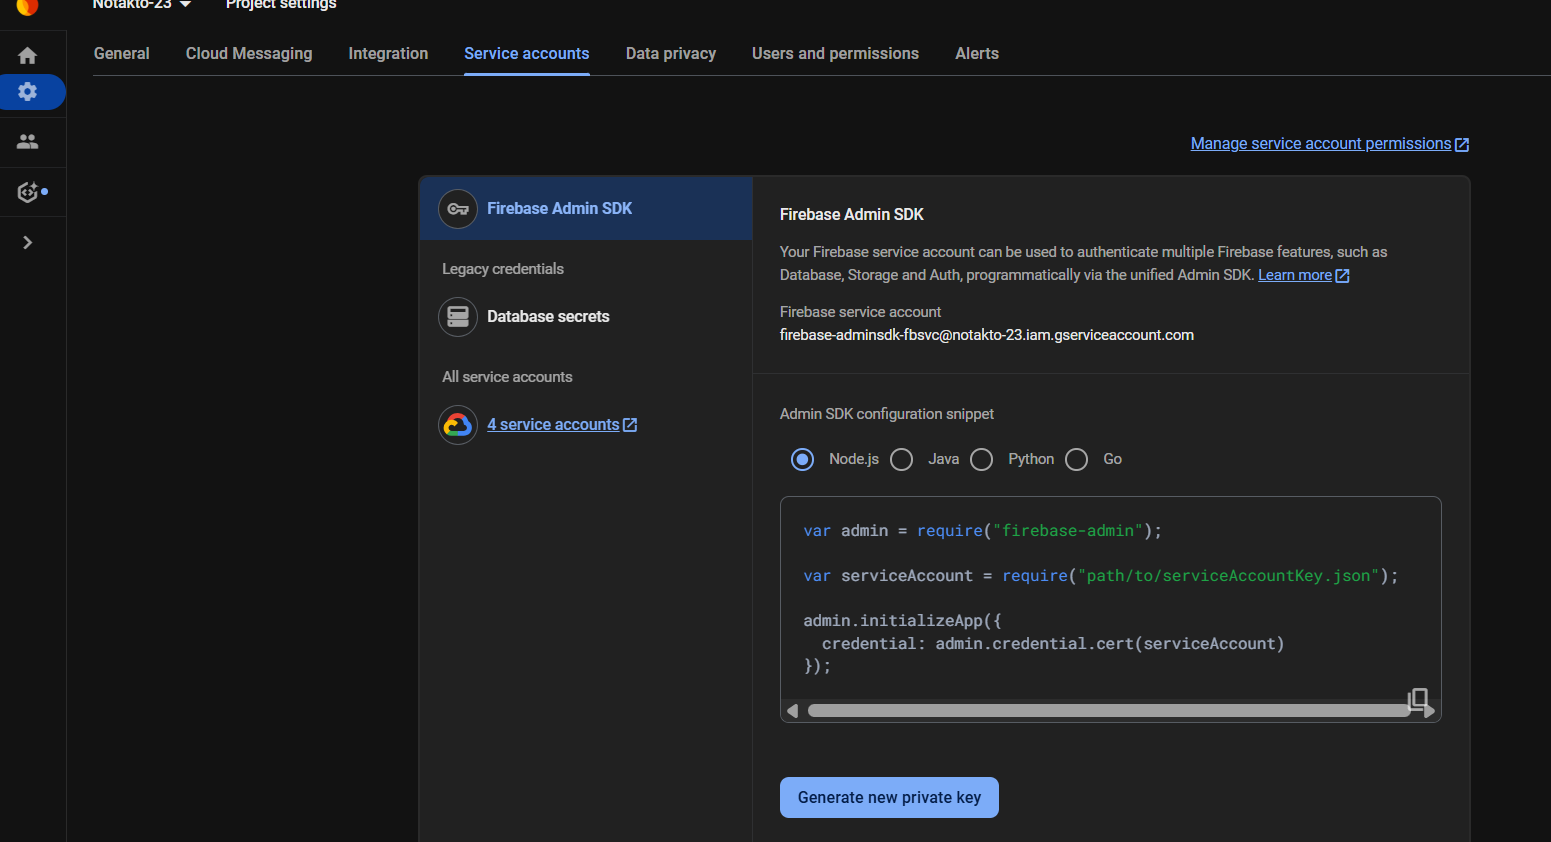 Notakto-23 Project settings
General Cloud Messaging Integration Service accounts Data privacy Users and permissions Alerts
Manage service account permissions
Firebase Admin SDK
Legacy credentials
Database secrets
All service accounts
4 service accounts
Firebase Admin SDK
Your Firebase service account can be used to authenticate multiple Firebase features, such as
Database, Storage and Auth, programmatically via the unified Admin SDK. Learn more
Firebase service account
firebase-adminsdk-fbsvc@notakto-23.iam.gserviceaccount.com
Admin SDK configuration snippet
Node.js Java Python Go
var admin = require("firebase-admin");
var serviceAccount = require("path/to/serviceAccountKey.json");
admin.initializeApp({
  credential: admin.credential.cert(serviceAccount)
});
Generate new private key